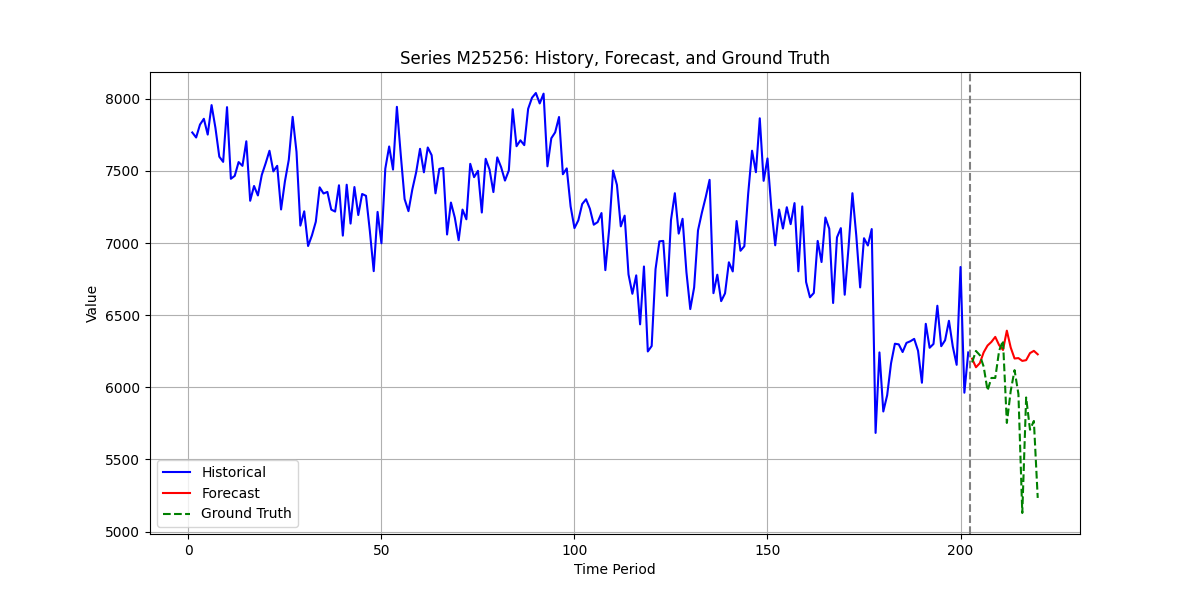 Series M25256: History, Forecast, and Ground Truth
Value
8000
7500
7000
6500
6000
5500
5000
Historical
Forecast
Ground Truth
0 50 100 150 200
Time Period